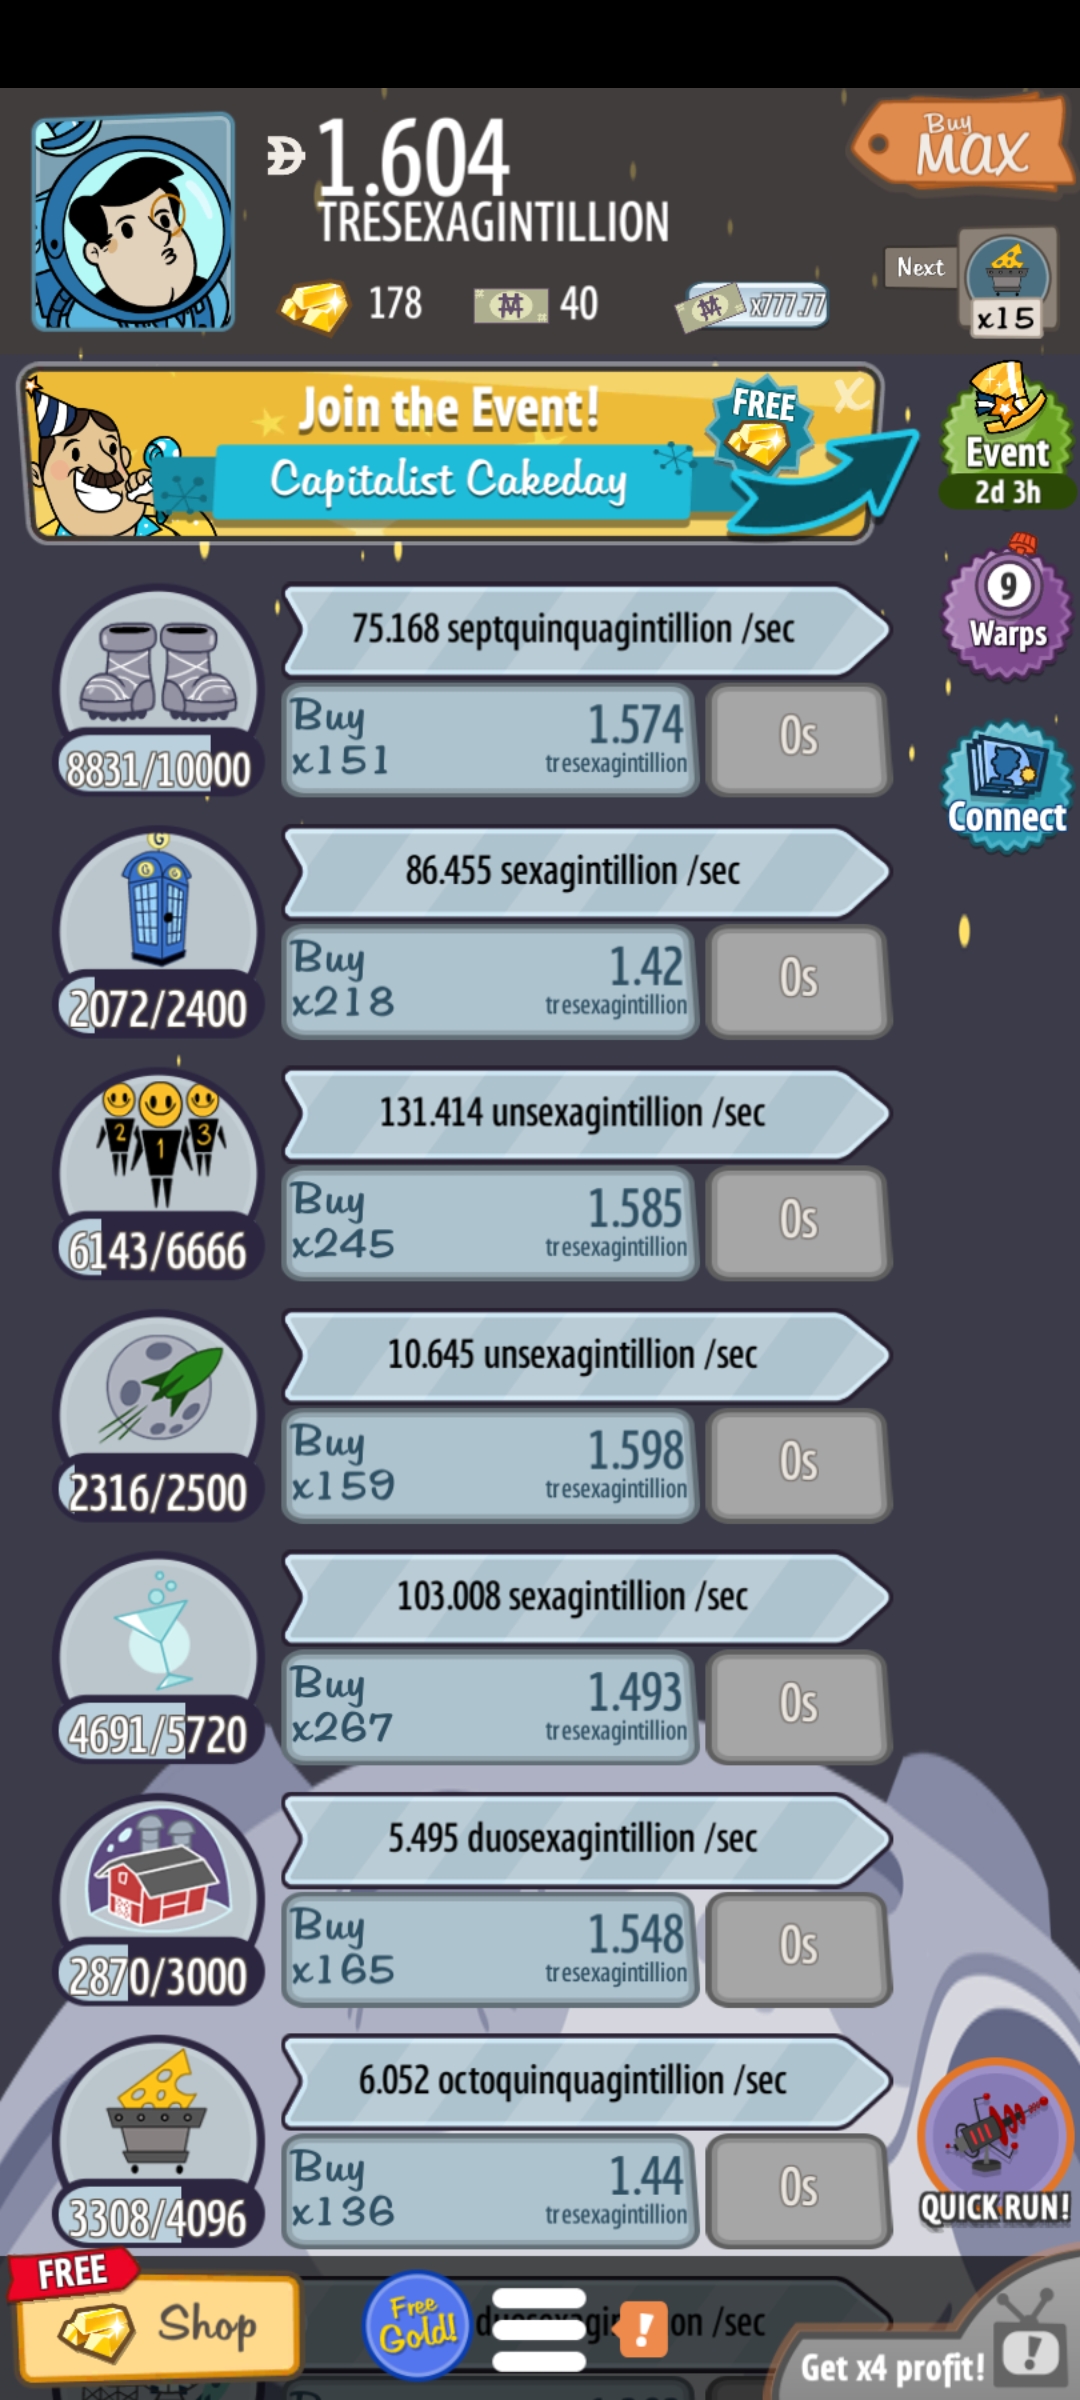 1.604
TRESEXAGINTILLION
Buy
MAX
178
40
x777.77
Next
x15
Join the Event!
Capitalist Cakeday
FREE
x
Event
2d 3h
9
Warps
Connect
75.168 septquinquagintillion /sec
Buy
x151
1.574
tresexagintillion
0s
8831/10000
G
G
G
86.455 sexagintillion /sec
Buy
x218
1.42
tresexagintillion
0s
2072/2400
2 1 3
131.414 unsexagintillion /sec
Buy
x245
1.585
tresexagintillion
0s
6143/6666
10.645 unsexagintillion /sec
Buy
x159
1.598
tresexagintillion
0s
2316/2500
103.008 sexagintillion /sec
Buy
x267
1.493
tresexagintillion
0s
4691/5720
5.495 duosexagintillion /sec
Buy
x165
1.548
tresexagintillion
0s
2870/3000
6.052 octoquinquagintillion /sec
Buy
x136
1.44
tresexagintillion
0s
3308/4096
QUICK RUN!
FREE
Shop
Free
Gold!
!
/sec
Get x4 profit!
!